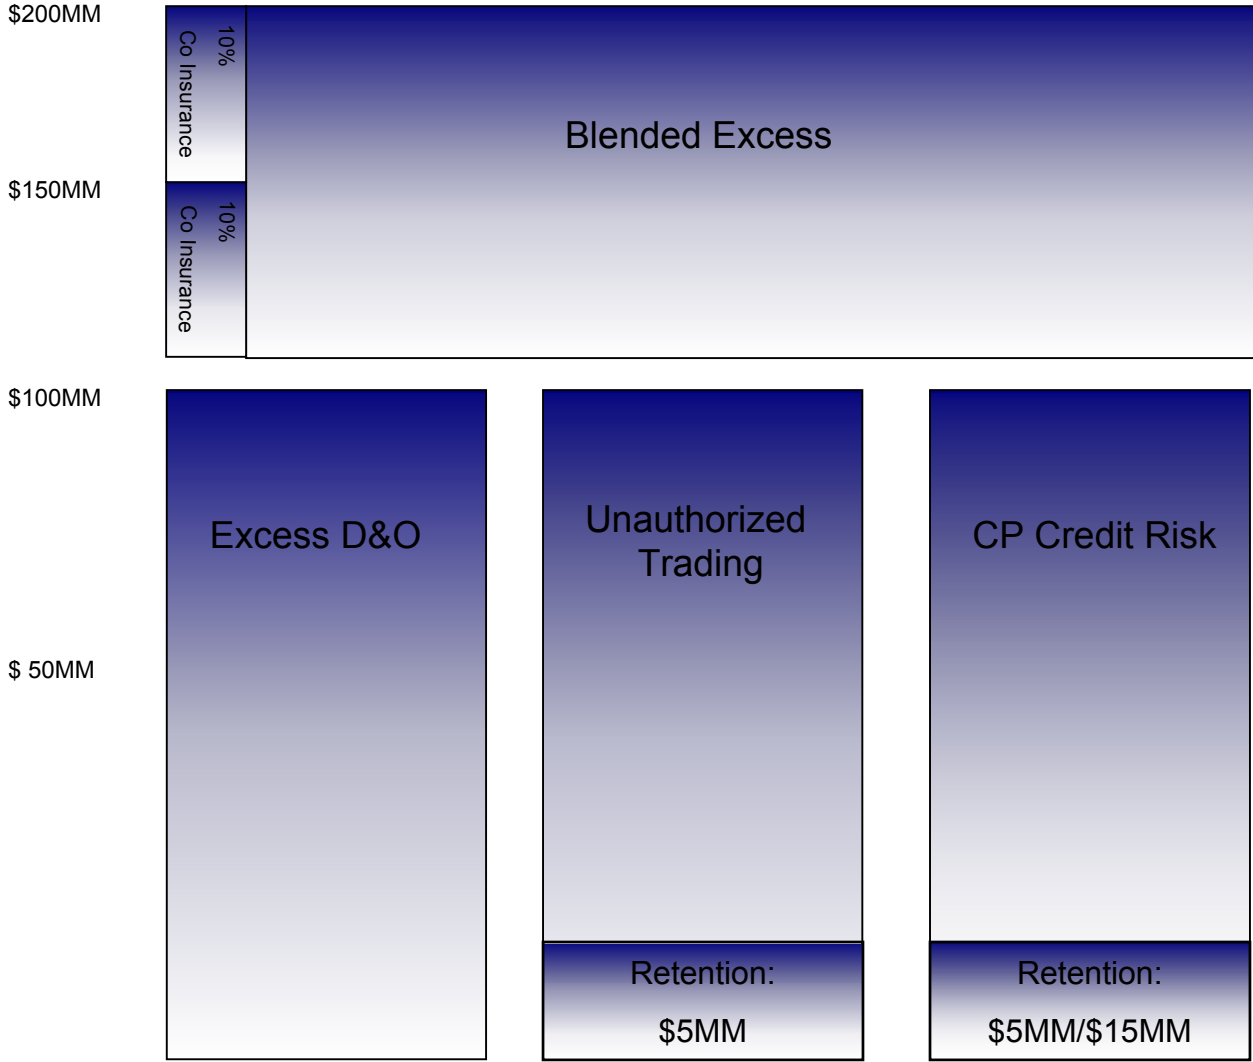 $200MM
10%
Co Insurance
Blended Excess
$150MM
10%
Co Insurance
$100MM
Excess D&O
Unauthorized
Trading
CP Credit Risk
$ 50MM
Retention:
$5MM
Retention:
$5MM/$15MM